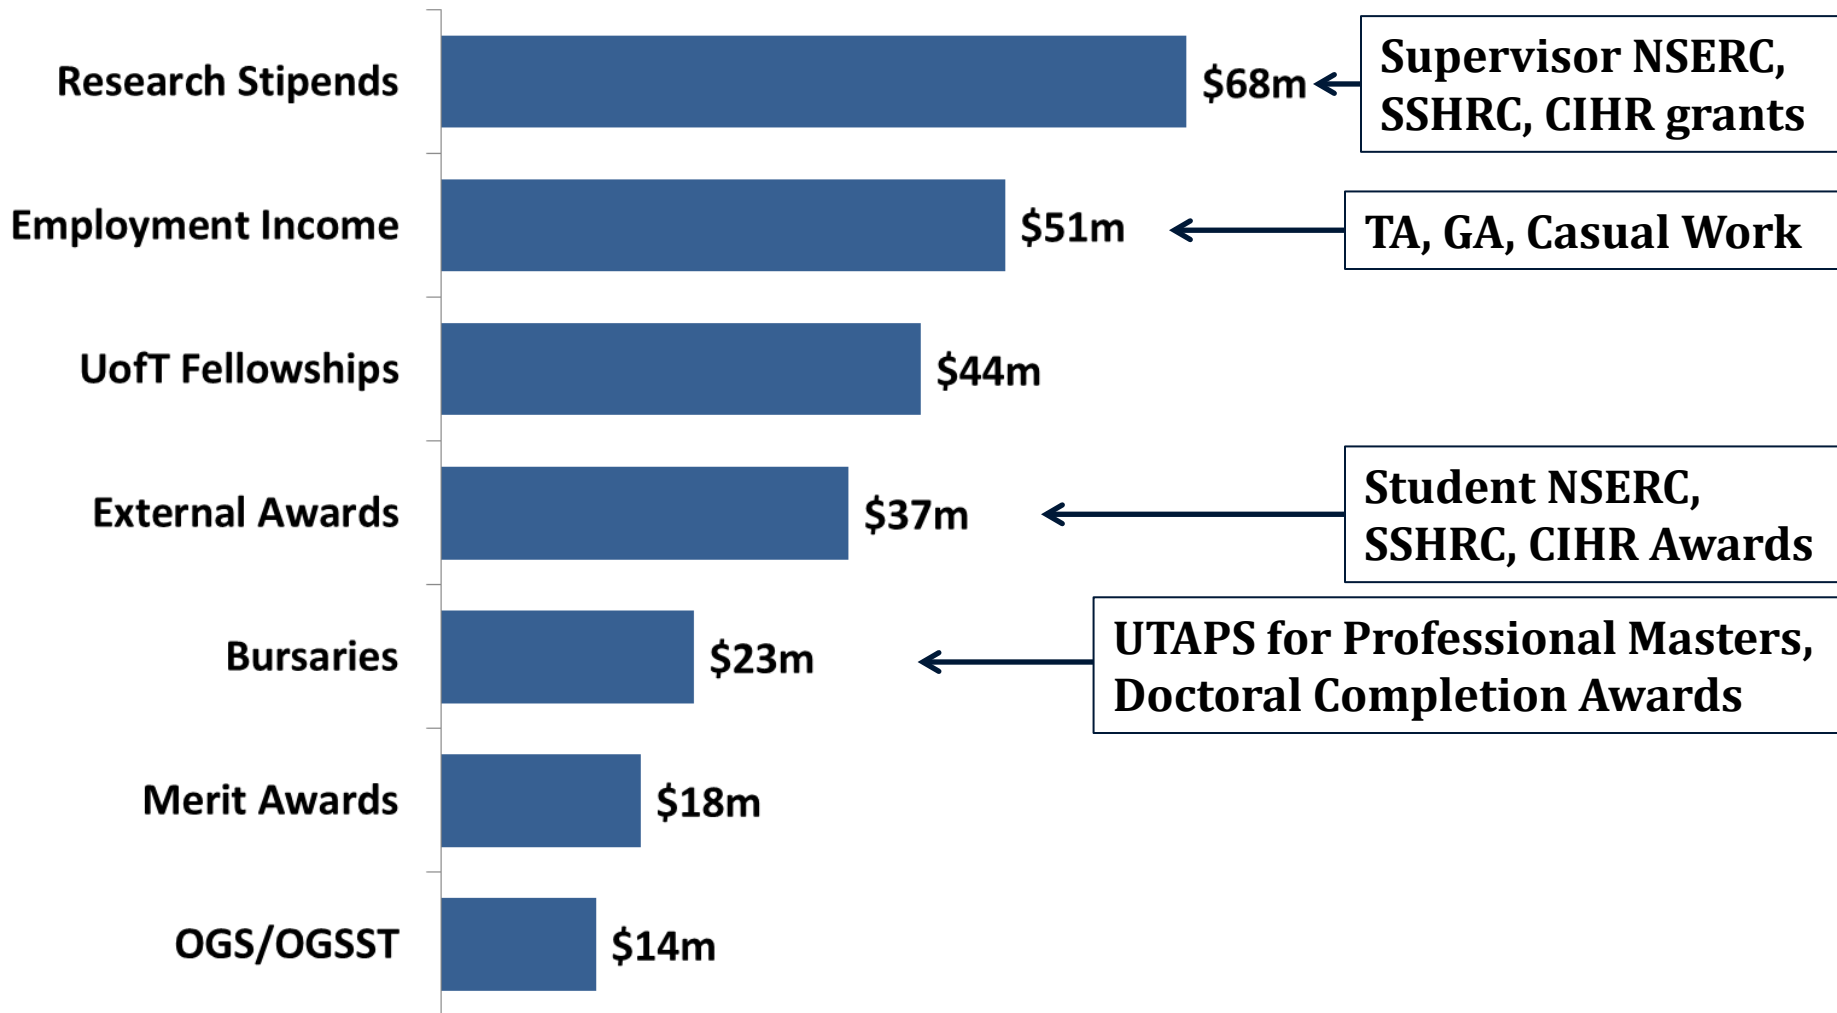 Research Stipends
$68m
Supervisor NSERC,
SSHRC, CIHR grants
Employment Income
$51m
TA, GA, Casual Work
UofT Fellowships
$44m
External Awards
$37m
Student NSERC,
SSHRC, CIHR Awards
Bursaries
$23m
UTAPS for Professional Masters,
Doctoral Completion Awards
Merit Awards
$18m
OGS/OGSST
$14m